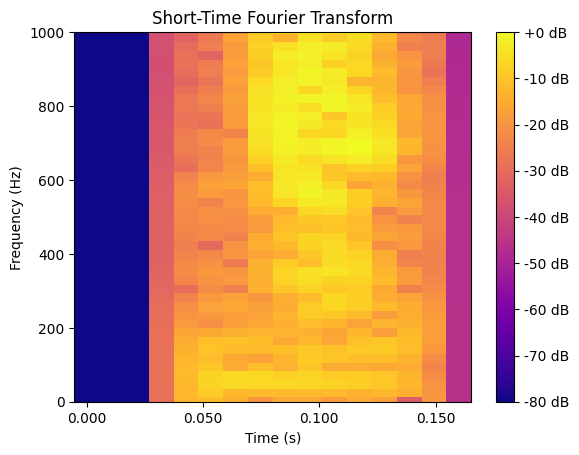 Short-Time Fourier Transform
Frequency (Hz)
1000
800
600
400
200
0
0.000
0.050
0.100
0.150
Time (s)
+0 dB
-10 dB
-20 dB
-30 dB
-40 dB
-50 dB
-60 dB
-70 dB
-80 dB